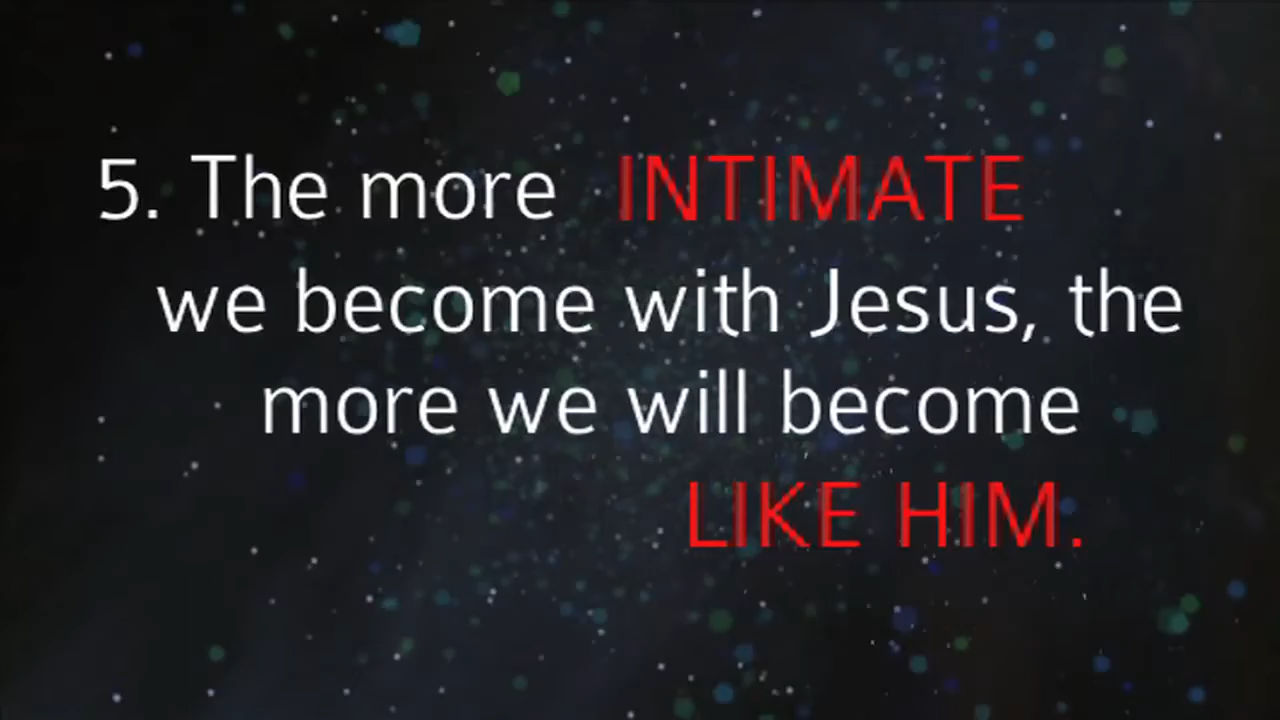 5. The more INTIMATE
we become with Jesus, the
more we will become
LIKE HIM.